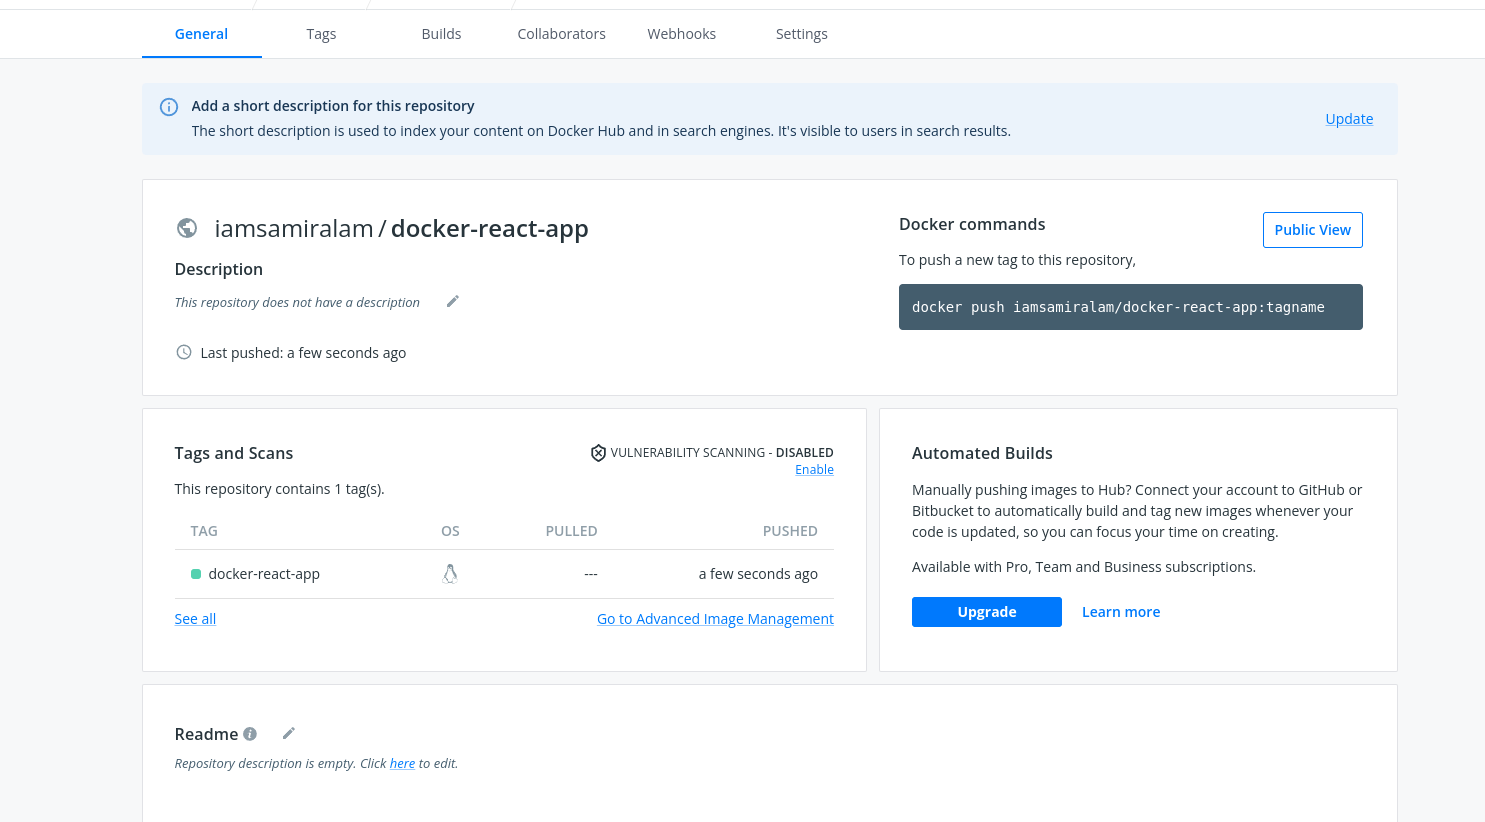 General Tags Builds Collaborators Webhooks Settings
Add a short description for this repository
The short description is used to index your content on Docker Hub and in search engines. It's visible to users in search results.
Update
iamsamiralam / docker-react-app
Description
This repository does not have a description
Last pushed: a few seconds ago
Docker commands
Public View
To push a new tag to this repository,
docker push iamsamiralam/docker-react-app:tagname
Tags and Scans
VULNERABILITY SCANNING - DISABLED
Enable
This repository contains 1 tag(s).
TAG OS PULLED PUSHED
docker-react-app --- a few seconds ago
See all Go to Advanced Image Management
Automated Builds
Manually pushing images to Hub? Connect your account to GitHub or
Bitbucket to automatically build and tag new images whenever your
code is updated, so you can focus your time on creating.
Available with Pro, Team and Business subscriptions.
Upgrade Learn more
Readme
Repository description is empty. Click here to edit.